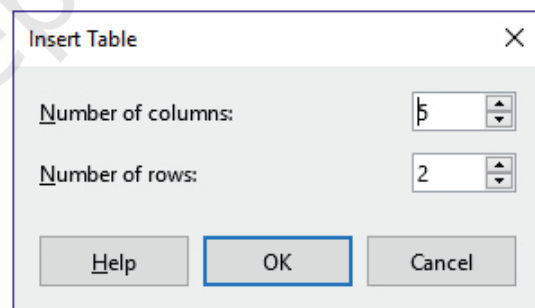 Insert Table
Number of columns: 5
Number of rows: 2
Help OK Cancel